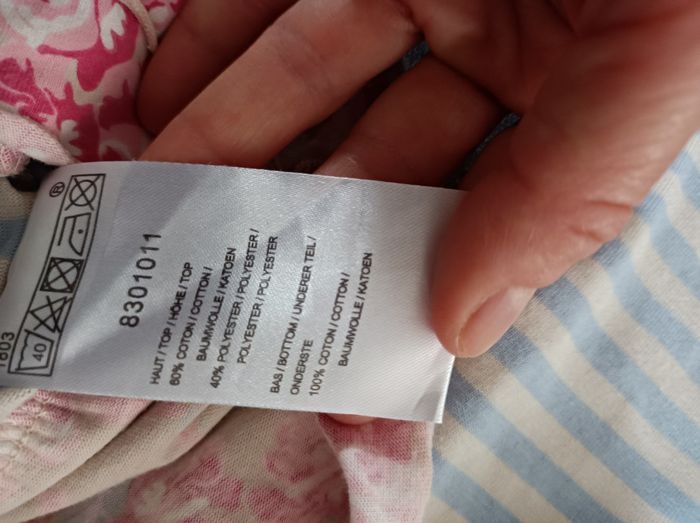 8301011
HAUT / TOP / HÖHE / TOP
60% COTON / COTTON /
BAUMWOLLE / KATOEN
40% POLYESTER / POLYESTER /
POLYESTER / POLYESTER
BAS / BOTTOM / UNDERER TEIL /
ONDERSTE
100% COTON / COTTON /
BAUMWOLLE / KATOEN
40
®